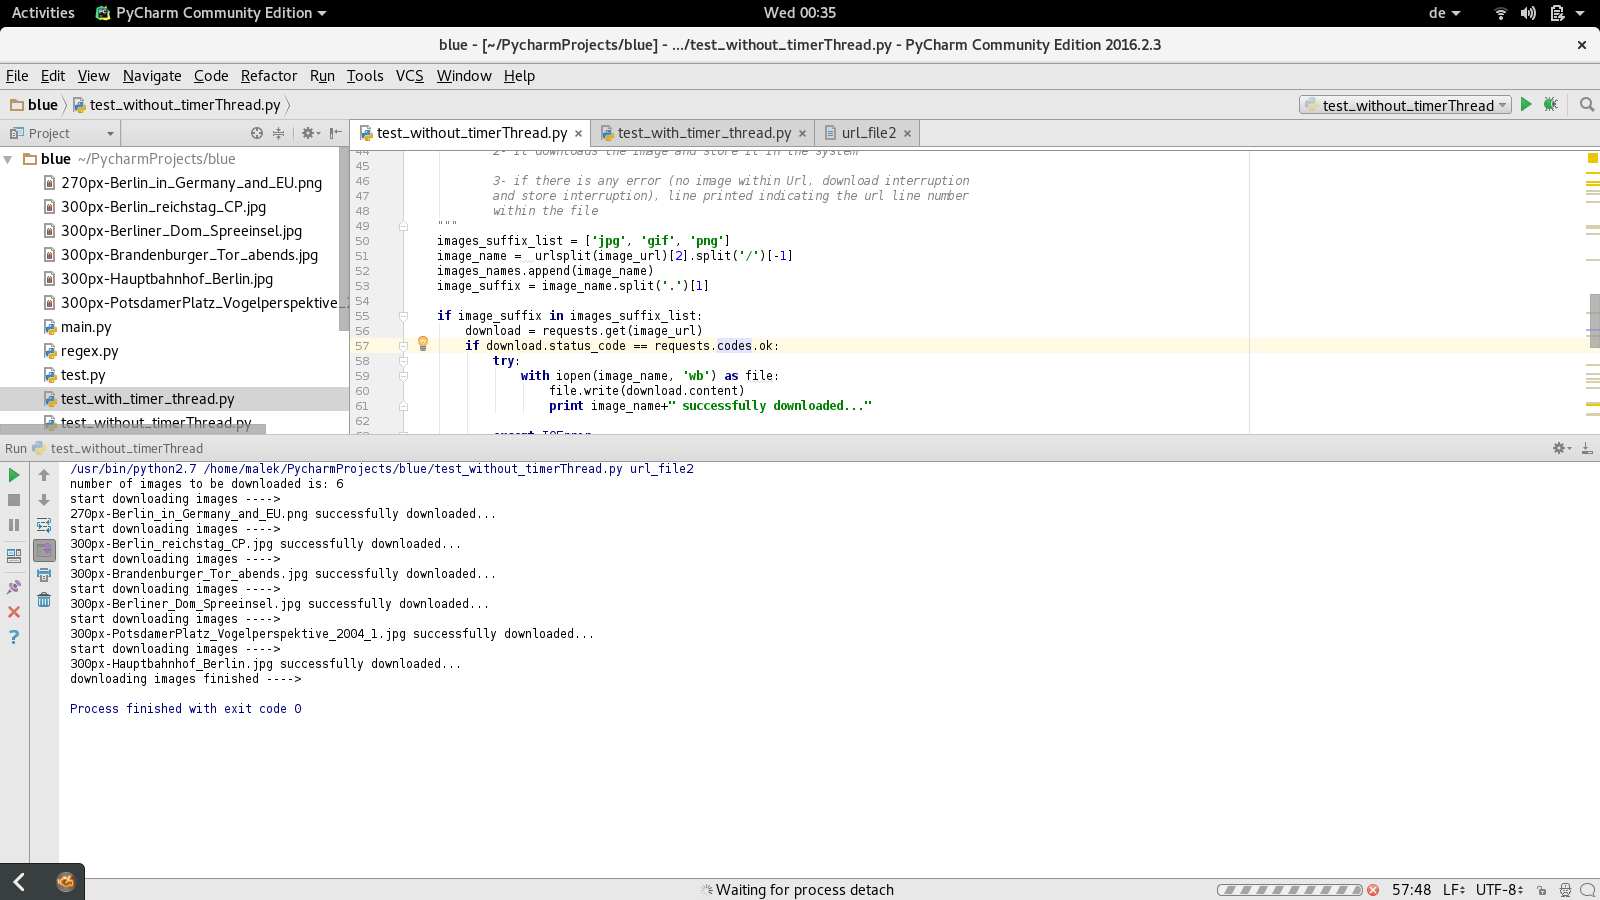 Activities PyCharm Community Edition Wed 00:35 de
blue - [~/PycharmProjects/blue] - .../test_without_timerThread.py - PyCharm Community Edition 2016.2.3
File Edit View Navigate Code Refactor Run Tools VCS Window Help
blue test_without_timerThread.py test_without_timerThread
Project
test_without_timerThread.py test_with_timer_thread.py url_file2
blue ~/PycharmProjects/blue
270px-Berlin_in_Germany_and_EU.png
300px-Berlin_reichstag_CP.jpg
300px-Berliner_Dom_Spreeinsel.jpg
300px-Brandenburger_Tor_abends.jpg
300px-Hauptbahnhof_Berlin.jpg
300px-PotsdamerPlatz_Vogelperspektive_
main.py
regex.py
test.py
test_with_timer_thread.py
test_without_timerThread.py
44 2- it downloads the image and store it in the system
45
46 3- if there is any error (no image within Url, download interruption
47 and store interruption), line printed indicating the url line number
48 within the file
49 """
50 images_suffix_list = ['jpg', 'gif', 'png']
51 image_name = urlsplit(image_url)[2].split('/')[-1]
52 images_names.append(image_name)
53 image_suffix = image_name.split('.')[1]
54
55 if image_suffix in images_suffix_list:
56 download = requests.get(image_url)
57 if download.status_code == requests.codes.ok:
58 try:
59 with iopen(image_name, 'wb') as file:
60 file.write(download.content)
61 print image_name+" successfully downloaded..."
62
63 except IOError
Run test_without_timerThread
/usr/bin/python2.7 /home/malek/PycharmProjects/blue/test_without_timerThread.py url_file2
number of images to be downloaded is: 6
start downloading images ---->
270px-Berlin_in_Germany_and_EU.png successfully downloaded...
start downloading images ---->
300px-Berlin_reichstag_CP.jpg successfully downloaded...
start downloading images ---->
300px-Brandenburger_Tor_abends.jpg successfully downloaded...
start downloading images ---->
300px-Berliner_Dom_Spreeinsel.jpg successfully downloaded...
start downloading images ---->
300px-PotsdamerPlatz_Vogelperspektive_2004_1.jpg successfully downloaded...
start downloading images ---->
300px-Hauptbahnhof_Berlin.jpg successfully downloaded...
downloading images finished ---->
Process finished with exit code 0
Waiting for process detach 57:48 LF UTF-8